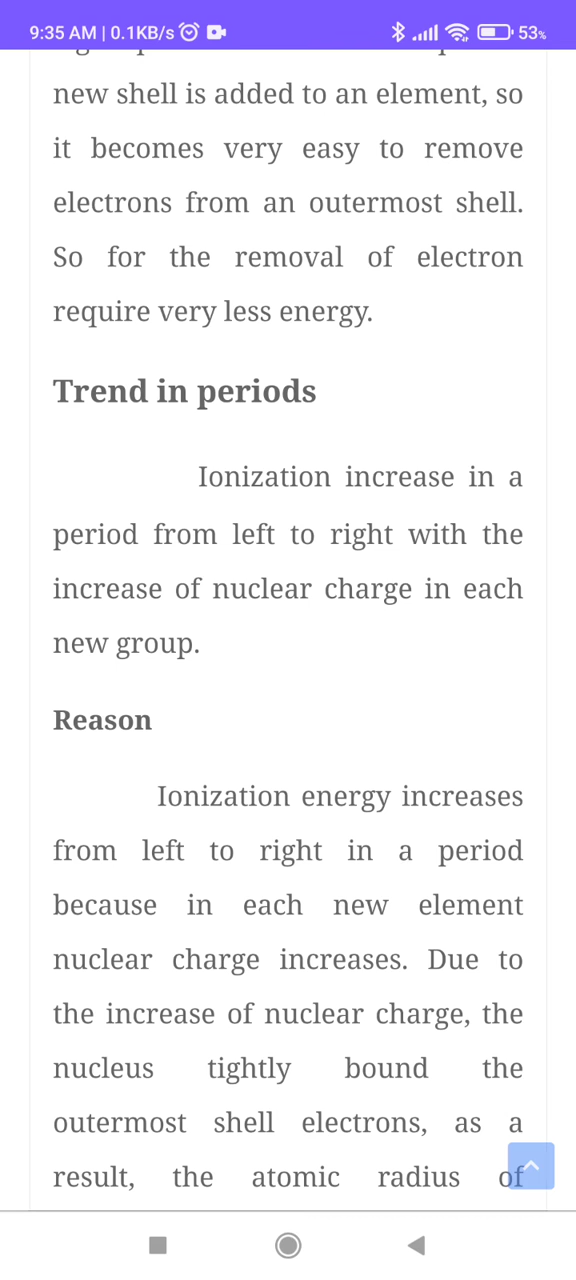 9:35 AM | 0.1KB/s
53%
new shell is added to an element, so
it becomes very easy to remove
electrons from an outermost shell.
So for the removal of electron
require very less energy.
Trend in periods
Ionization increase in a
period from left to right with the
increase of nuclear charge in each
new group.
Reason
Ionization energy increases
from left to right in a period
because in each new element
nuclear charge increases. Due to
the increase of nuclear charge, the
nucleus tightly bound the
outermost shell electrons, as a
result, the atomic radius of